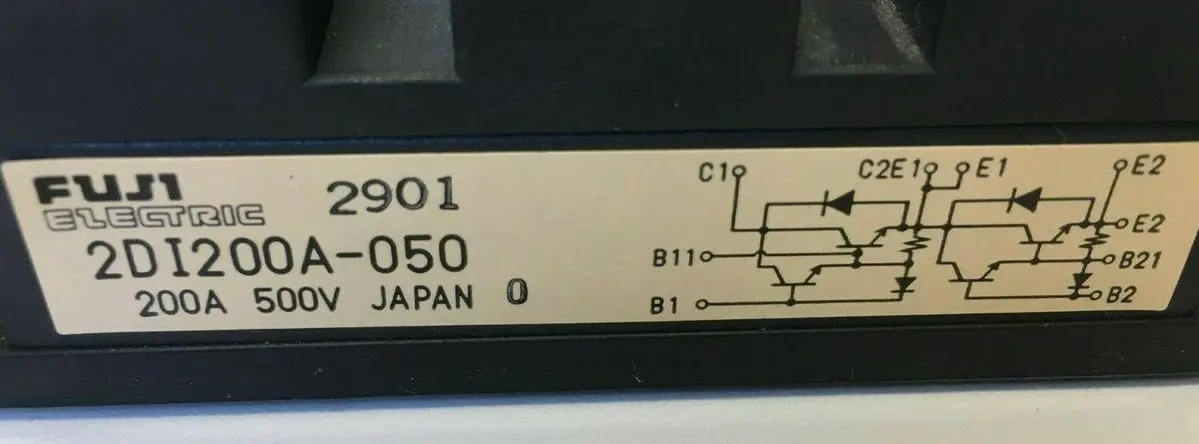 FUJI
ELECTRIC
2901
2DI200A-050
200A 500V JAPAN 0
C1
C2E1
E1
E2
E2
B11
B21
B1
B2